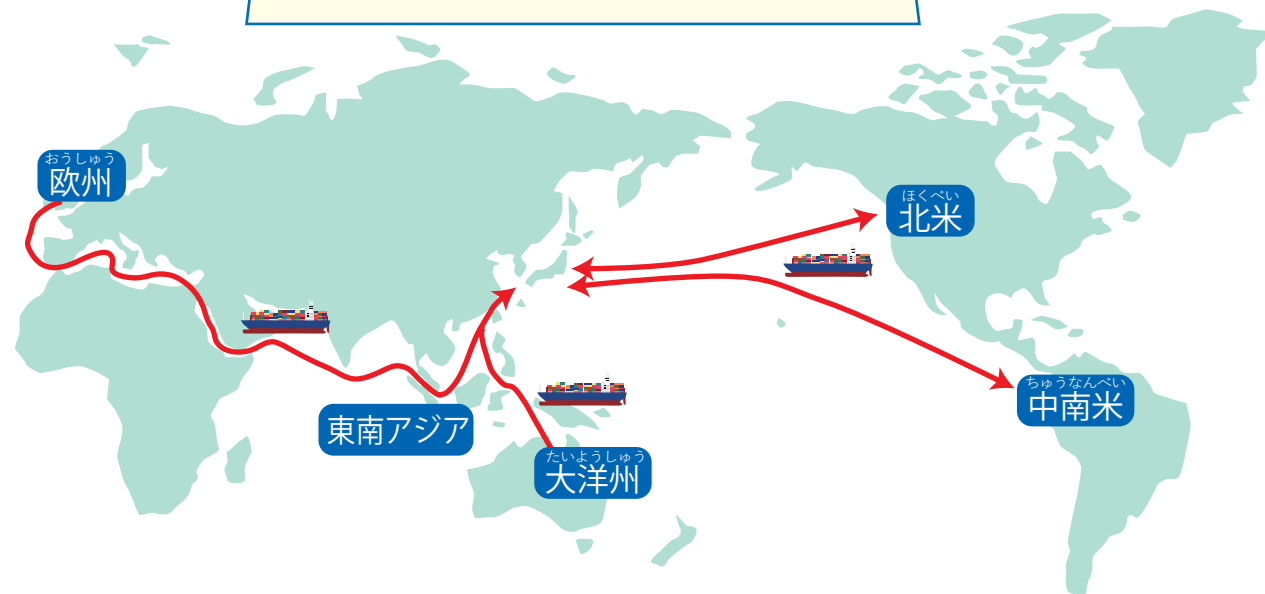 おうしゅう
欧州
ほくべい
北米
ちゅうなんべい
中南米
東南アジア
たいようしゅう
大洋州